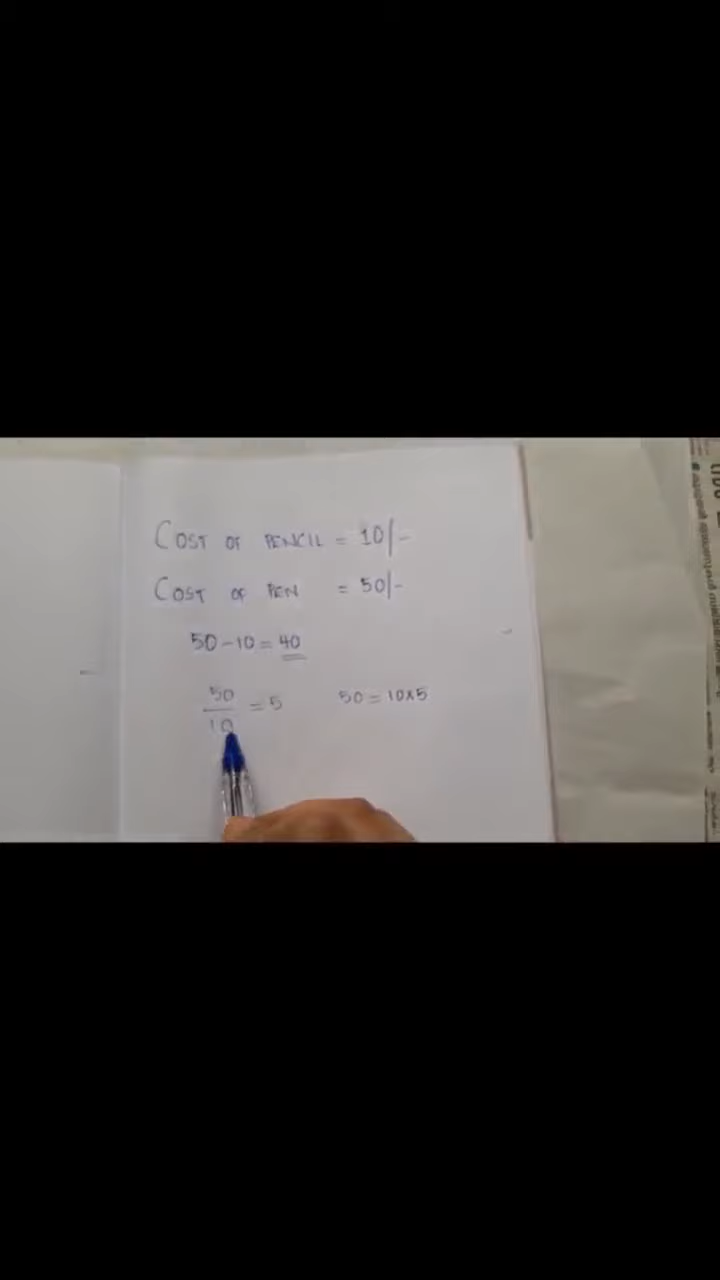 COST OF PENCIL = 10/-
COST OF PEN = 50/-
50-10 = 40
50/10 = 5 50 = 10x5